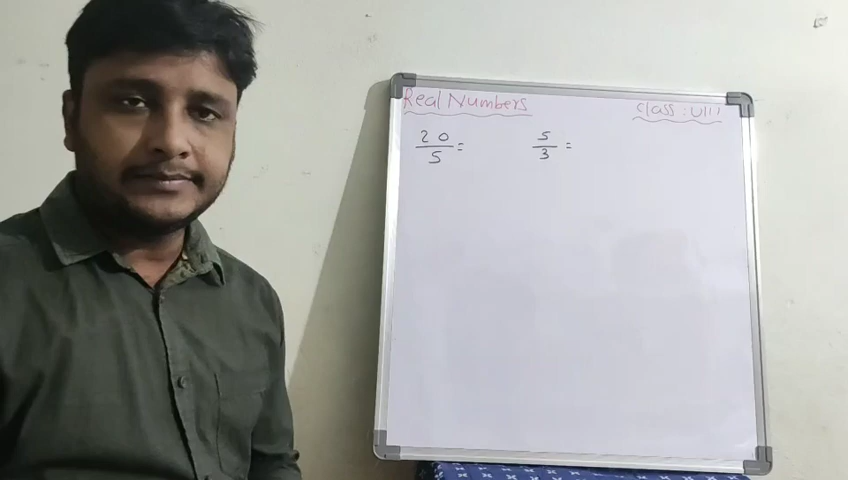 Real Numbers
Class : VIII
20/5 =
5/3 =